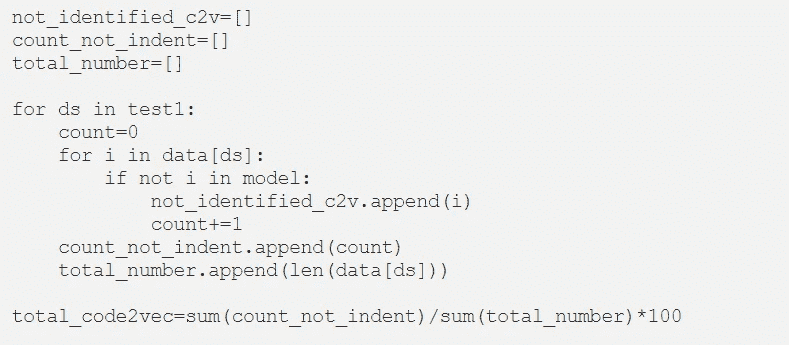 not_identified_c2v=[]
count_not_indent=[]
total_number=[]

for ds in test1:
    count=0
    for i in data[ds]:
        if not i in model:
            not_identified_c2v.append(i)
            count+=1
    count_not_indent.append(count)
    total_number.append(len(data[ds]))

total_code2vec=sum(count_not_indent)/sum(total_number)*100